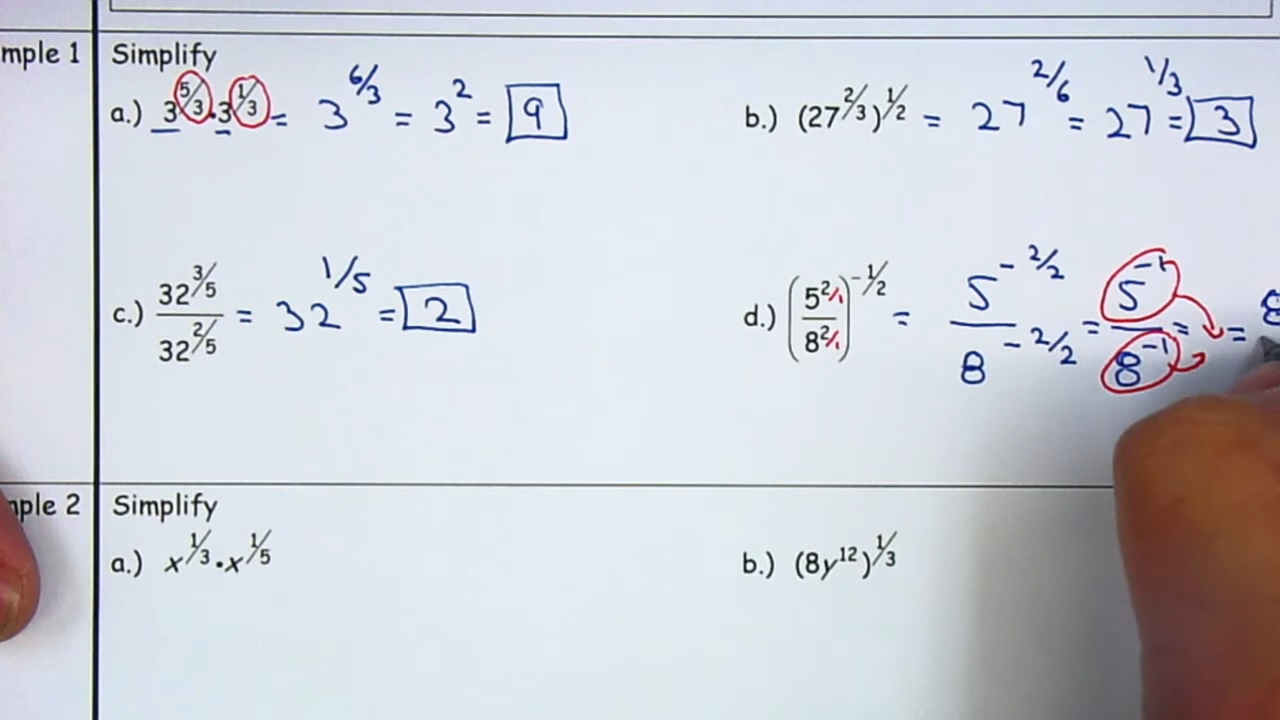 mple 1
Simplify
a.) 3^(5/3)·3^(1/3) = 3^(6/3) = 3^2 = 9
b.) (27^(2/3))^(1/2) = 27^(2/6) = 27^(1/3) = 3
c.) 32^(3/5)/32^(2/5) = 32^(1/5) = 2
d.) (5^(2/1)/8^(2/1))^(-1/2) = 5^(-2/2)/8^(-2/2) = 5^(-1)/8^(-1) = = 8
ple 2
Simplify
a.) x^(1/3)·x^(1/5)
b.) (8y^12)^(1/3)